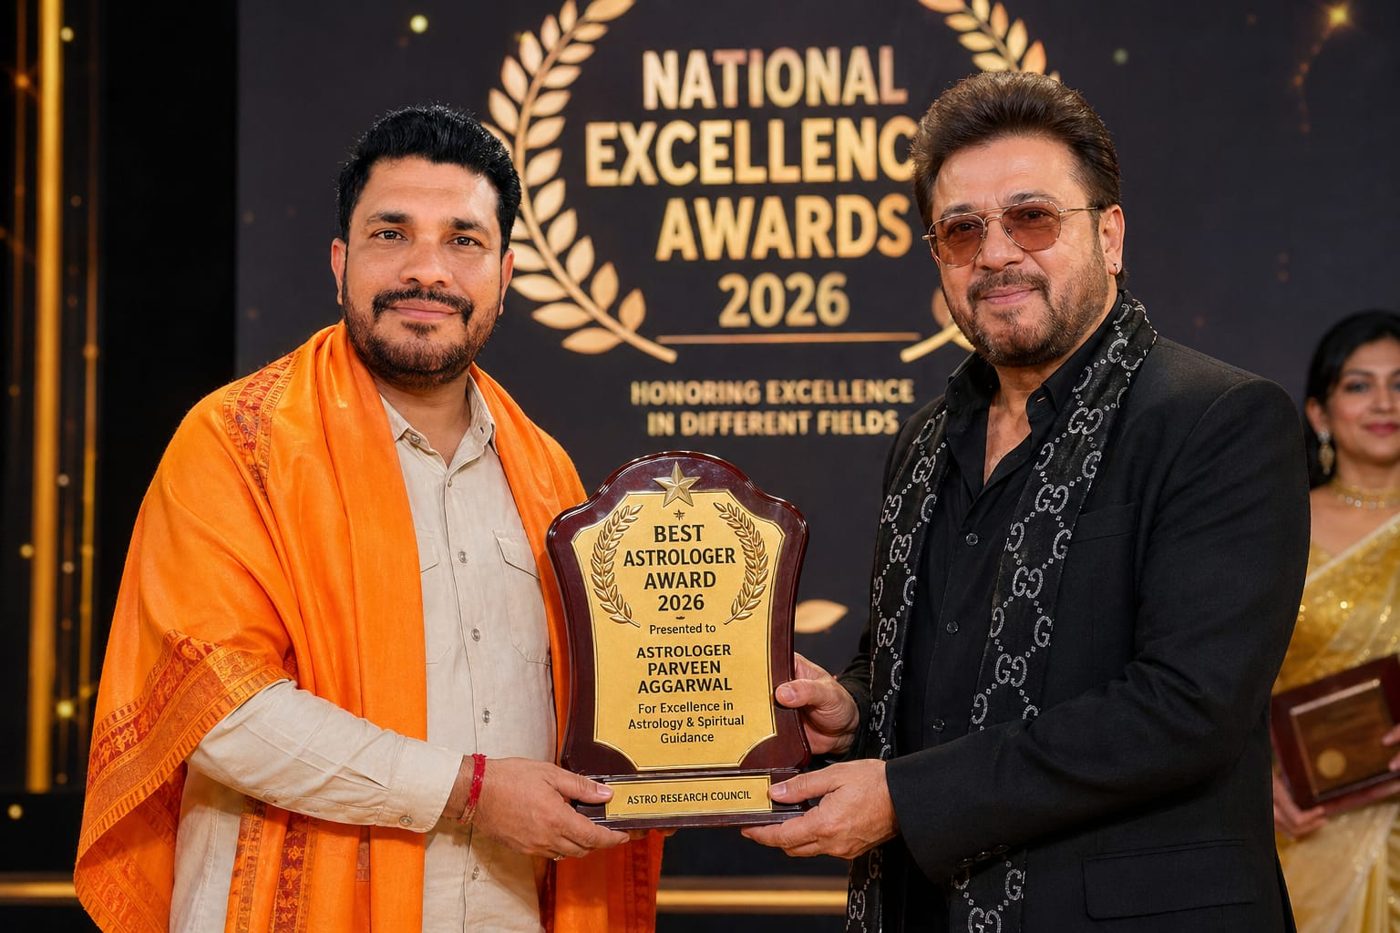 NATIONAL
EXCELLENC
AWARDS
2026
HONORING EXCELLENCE
IN DIFFERENT FIELDS
BEST
ASTROLOGER
AWARD
2026
Presented to
ASTROLOGER
PARVEEN
AGGARWAL
For Excellence in
Astrology & Spiritual
Guidance
ASTRO RESEARCH COUNCIL